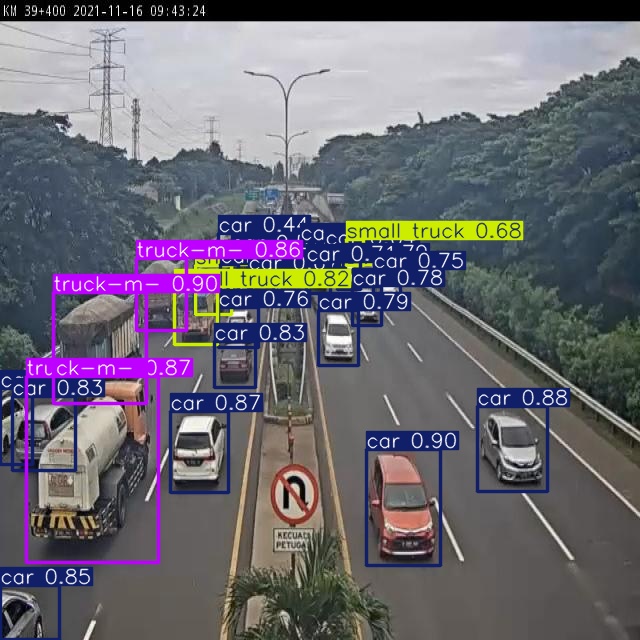 KM 39+400 2021-11-16 09:43:24
car 0.44
small truck 0.68
truck-m- 0.86
car 0.75
truck-m- 0.90
l truck 0.82
car 0.78
car 0.76
car 0.79
car 0.83
truck-m- 0.87
car 0.83
car 0.87
car 0.88
car 0.90
KECUALI
PETUGAS
car 0.85